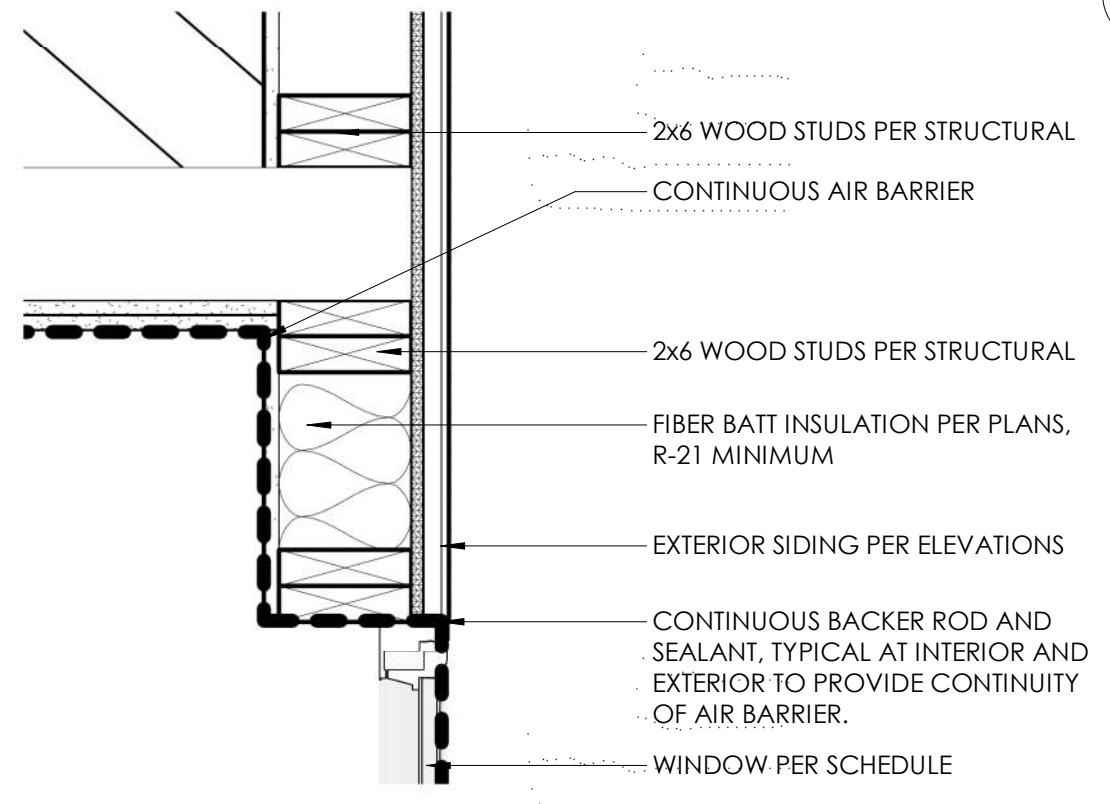 2x6 WOOD STUDS PER STRUCTURAL
CONTINUOUS AIR BARRIER
2x6 WOOD STUDS PER STRUCTURAL
FIBER BATT INSULATION PER PLANS,
R-21 MINIMUM
EXTERIOR SIDING PER ELEVATIONS
CONTINUOUS BACKER ROD AND
SEALANT, TYPICAL AT INTERIOR AND
EXTERIOR TO PROVIDE CONTINUITY
OF AIR BARRIER.
WINDOW PER SCHEDULE